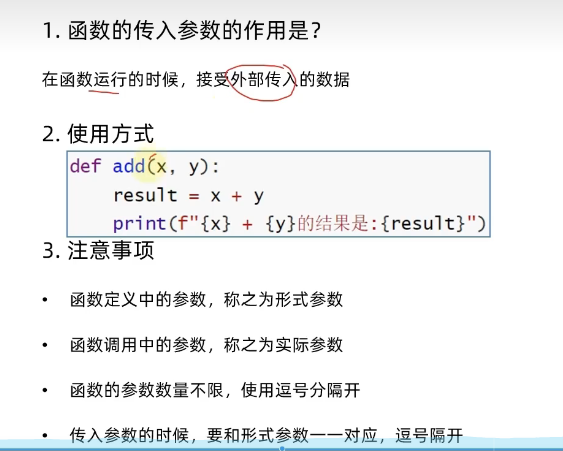 1. 函数的传入参数的作用是？
在函数运行的时候，接受外部传入的数据
2. 使用方式
def add(x, y):
    result = x + y
    print(f"{x} + {y}的结果是:{result}")
3. 注意事项
• 函数定义中的参数，称之为形式参数
• 函数调用中的参数，称之为实际参数
• 函数的参数数量不限，使用逗号分隔开
• 传入参数的时候，要和形式参数一一对应，逗号隔开